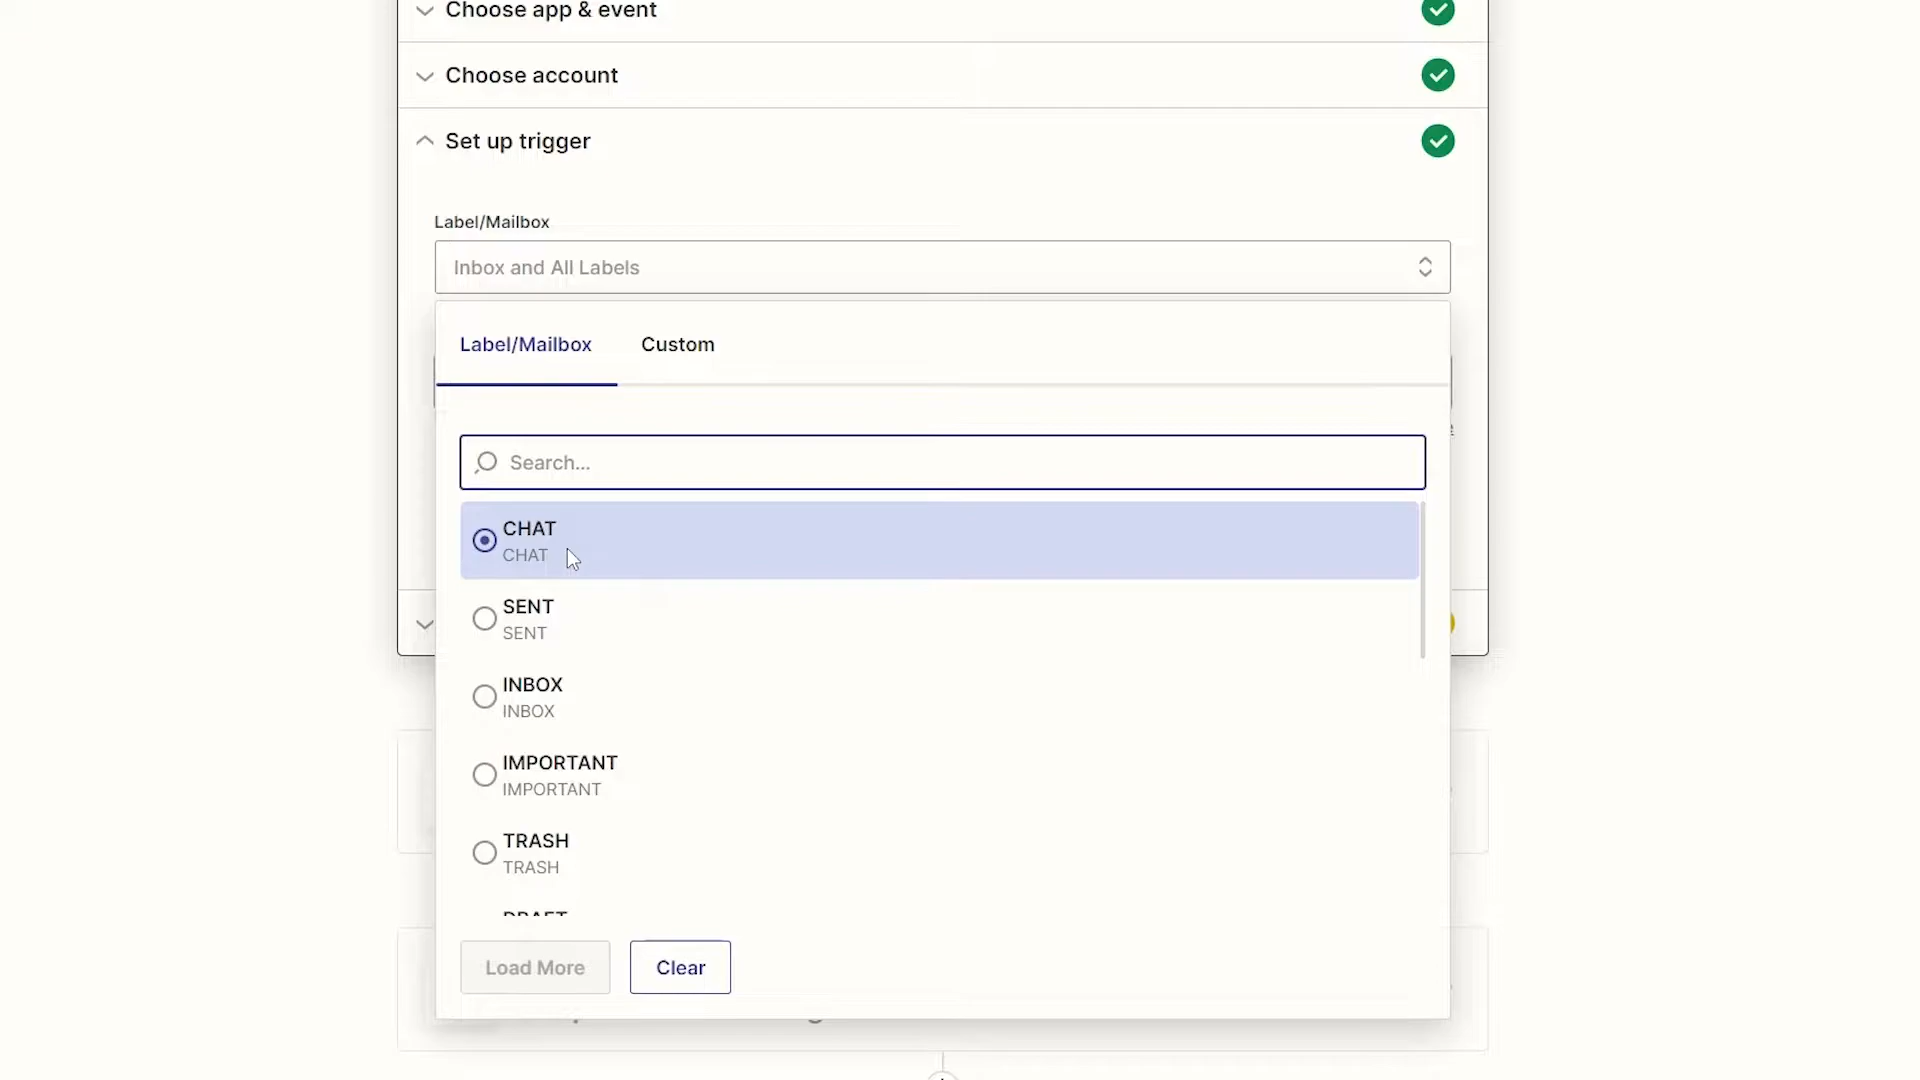 Choose app & event
Choose account
Set up trigger
Label/Mailbox
Inbox and All Labels
Label/Mailbox Custom
Search...
CHAT
CHAT
SENT
SENT
INBOX
INBOX
IMPORTANT
IMPORTANT
TRASH
TRASH
DRAFT
Load More Clear